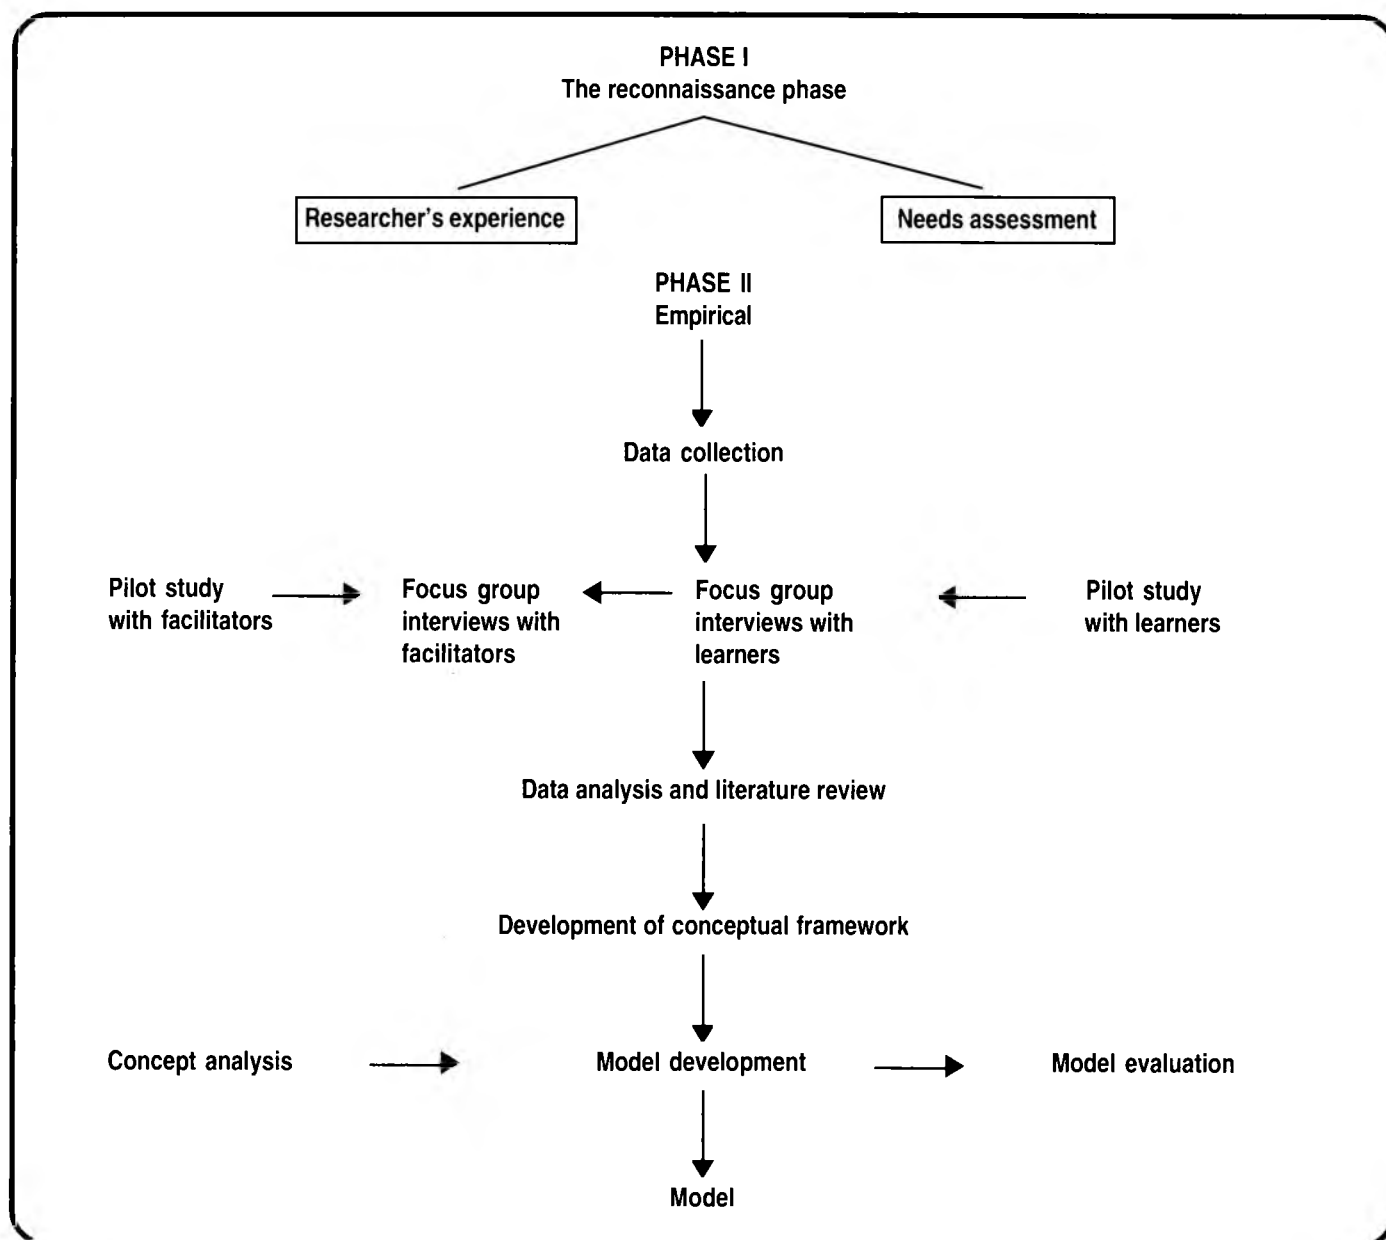 PHASE I
The reconnaissance phase
Researcher's experience
Needs assessment
PHASE II
Empirical
Data collection
Pilot study
with facilitators
Focus group
interviews with
facilitators
Focus group
interviews with
learners
Pilot study
with learners
Data analysis and literature review
Development of conceptual framework
Concept analysis
Model development
Model evaluation
Model